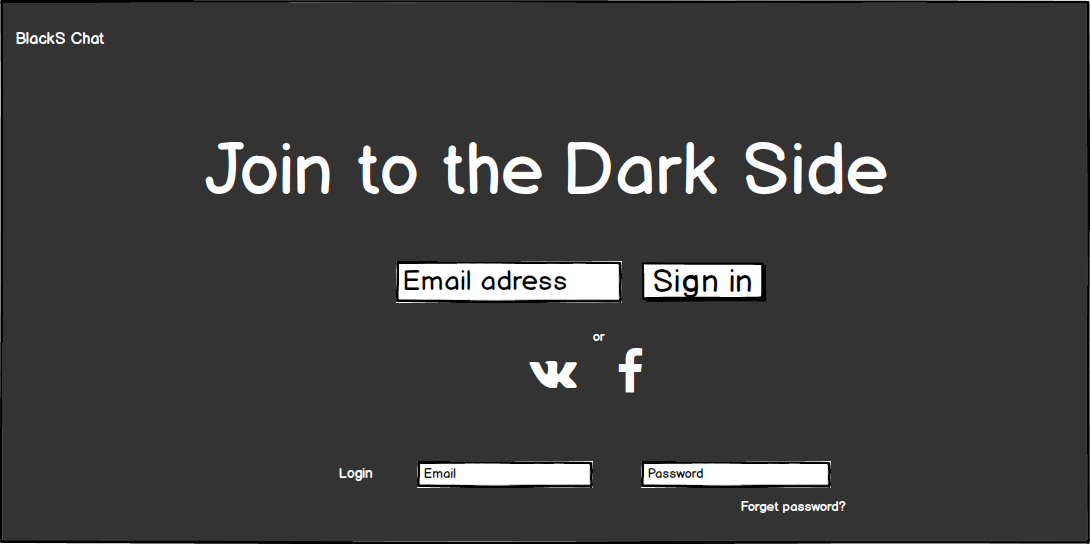 BlackS Chat
Join to the Dark Side
Email adress
Sign in
or
Login
Email
Password
Forget password?